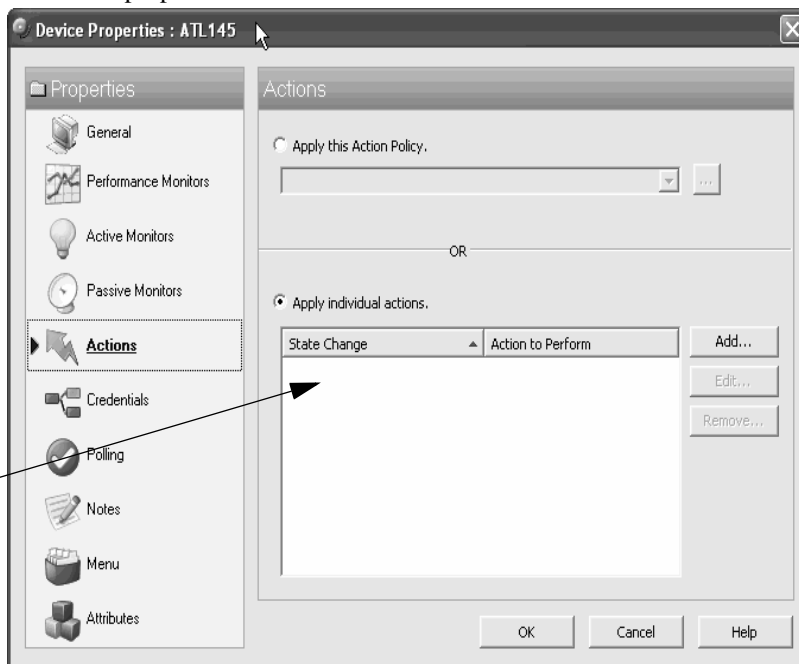 Device Properties : ATL145
Properties
General
Performance Monitors
Active Monitors
Passive Monitors
Actions
Credentials
Polling
Notes
Menu
Attributes
Actions
Apply this Action Policy.
...
OR
Apply individual actions.
State Change
Action to Perform
Add...
Edit...
Remove...
OK
Cancel
Help